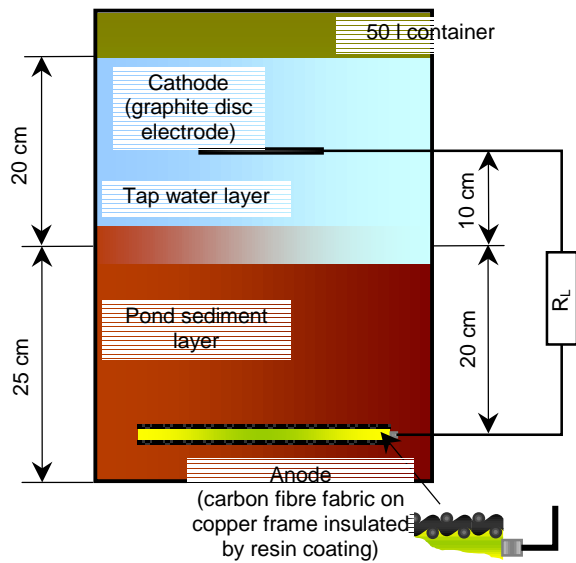 50 l container
Cathode
(graphite disc
electrode)
20 cm
Tap water layer
10 cm
R_L
Pond sediment
layer
25 cm
20 cm
Anode
(carbon fibre fabric on
copper frame insulated
by resin coating)